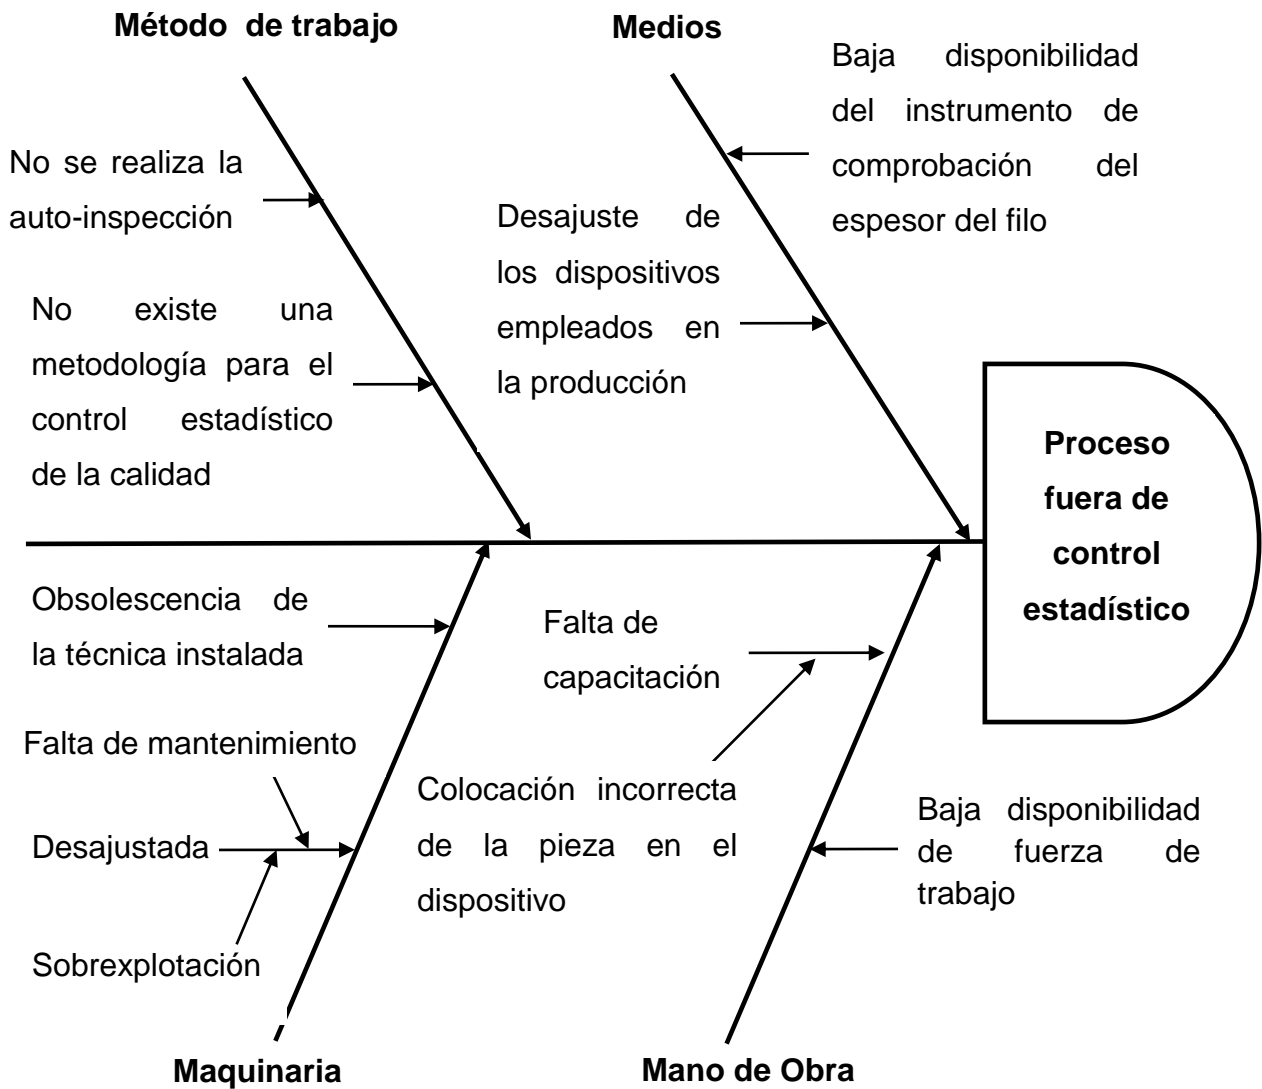 Método de trabajo
Medios
Baja disponibilidad
del instrumento de
comprobación del
espesor del filo
No se realiza la
auto-inspección
Desajuste de
los dispositivos
empleados en
la producción
No existe una
metodología para el
control estadístico
de la calidad
Proceso
fuera de
control
estadístico
Obsolescencia de
la técnica instalada
Falta de
capacitación
Falta de mantenimiento
Colocación incorrecta
de la pieza en el
dispositivo
Baja disponibilidad
de fuerza de
trabajo
Desajustada
Sobrexplotación
Maquinaria
Mano de Obra